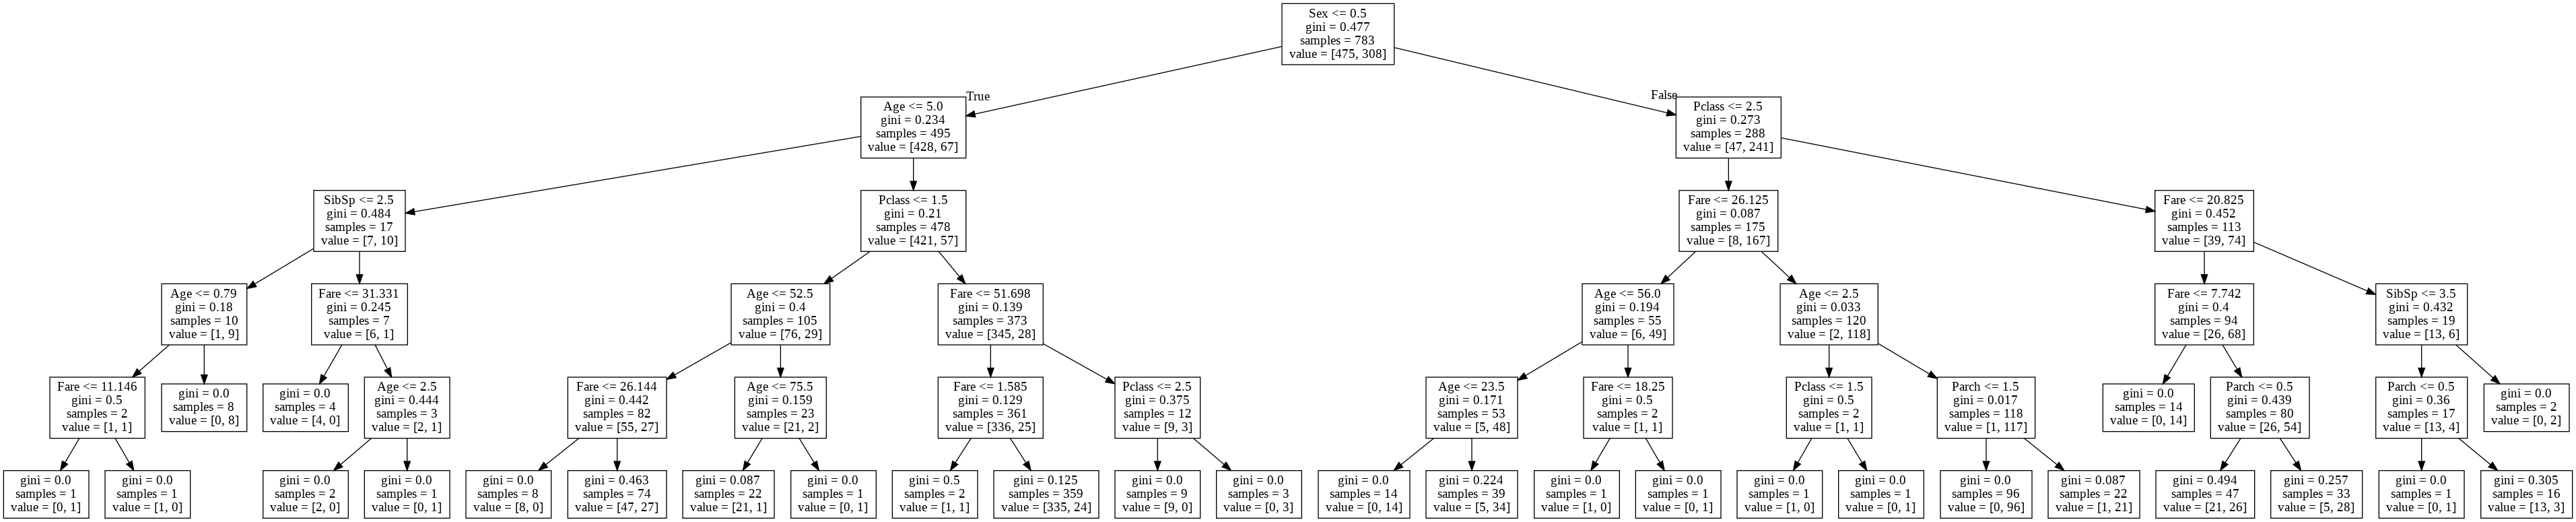 Sex <= 0.5
gini = 0.477
samples = 783
value = [475, 308]
True
False
Age <= 5.0
gini = 0.234
samples = 495
value = [428, 67]
Pclass <= 2.5
gini = 0.273
samples = 288
value = [47, 241]
SibSp <= 2.5
gini = 0.484
samples = 17
value = [7, 10]
Pclass <= 1.5
gini = 0.21
samples = 478
value = [421, 57]
Fare <= 26.125
gini = 0.087
samples = 175
value = [8, 167]
Fare <= 20.825
gini = 0.452
samples = 113
value = [39, 74]
Age <= 0.79
gini = 0.18
samples = 10
value = [1, 9]
Fare <= 31.331
gini = 0.245
samples = 7
value = [6, 1]
Age <= 52.5
gini = 0.4
samples = 105
value = [76, 29]
Fare <= 51.698
gini = 0.139
samples = 373
value = [345, 28]
Age <= 56.0
gini = 0.194
samples = 55
value = [6, 49]
Age <= 2.5
gini = 0.033
samples = 120
value = [2, 118]
Fare <= 7.742
gini = 0.4
samples = 94
value = [26, 68]
SibSp <= 3.5
gini = 0.432
samples = 19
value = [13, 6]
Fare <= 11.146
gini = 0.5
samples = 2
value = [1, 1]
gini = 0.0
samples = 8
value = [0, 8]
gini = 0.0
samples = 4
value = [4, 0]
Age <= 2.5
gini = 0.444
samples = 3
value = [2, 1]
Fare <= 26.144
gini = 0.442
samples = 82
value = [55, 27]
Age <= 75.5
gini = 0.159
samples = 23
value = [21, 2]
Fare <= 1.585
gini = 0.129
samples = 361
value = [336, 25]
Pclass <= 2.5
gini = 0.375
samples = 12
value = [9, 3]
Age <= 23.5
gini = 0.171
samples = 53
value = [5, 48]
Fare <= 18.25
gini = 0.5
samples = 2
value = [1, 1]
Pclass <= 1.5
gini = 0.5
samples = 2
value = [1, 1]
Parch <= 1.5
gini = 0.017
samples = 118
value = [1, 117]
gini = 0.0
samples = 14
value = [0, 14]
Parch <= 0.5
gini = 0.439
samples = 80
value = [26, 54]
Parch <= 0.5
gini = 0.36
samples = 17
value = [13, 4]
gini = 0.0
samples = 2
value = [0, 2]
gini = 0.0
samples = 1
value = [0, 1]
gini = 0.0
samples = 1
value = [1, 0]
gini = 0.0
samples = 2
value = [2, 0]
gini = 0.0
samples = 1
value = [0, 1]
gini = 0.0
samples = 8
value = [8, 0]
gini = 0.463
samples = 74
value = [47, 27]
gini = 0.087
samples = 22
value = [21, 1]
gini = 0.0
samples = 1
value = [0, 1]
gini = 0.5
samples = 2
value = [1, 1]
gini = 0.125
samples = 359
value = [335, 24]
gini = 0.0
samples = 9
value = [9, 0]
gini = 0.0
samples = 3
value = [0, 3]
gini = 0.0
samples = 14
value = [0, 14]
gini = 0.224
samples = 39
value = [5, 34]
gini = 0.0
samples = 1
value = [1, 0]
gini = 0.0
samples = 1
value = [0, 1]
gini = 0.0
samples = 1
value = [1, 0]
gini = 0.0
samples = 1
value = [0, 1]
gini = 0.0
samples = 96
value = [0, 96]
gini = 0.087
samples = 22
value = [1, 21]
gini = 0.494
samples = 47
value = [21, 26]
gini = 0.257
samples = 33
value = [5, 28]
gini = 0.0
samples = 1
value = [0, 1]
gini = 0.305
samples = 16
value = [13, 3]